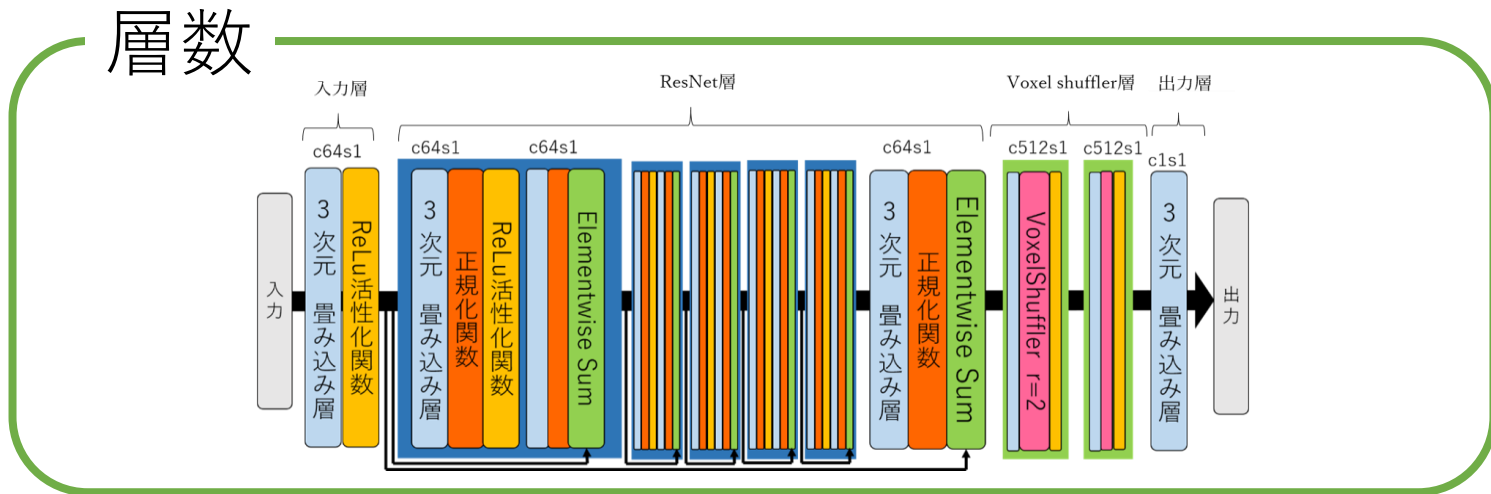 層数
入力層
ResNet層
Voxel shuffler層
出力層
c64s1
c64s1
c64s1
c64s1
c512s1
c512s1
c1s1
入力
3次元 畳み込み層
ReLu活性化関数
3次元 畳み込み層
正規化関数
ReLu活性化関数
Elementwise Sum
3次元 畳み込み層
正規化関数
Elementwise Sum
VoxelShuffler r=2
3次元 畳み込み層
出力